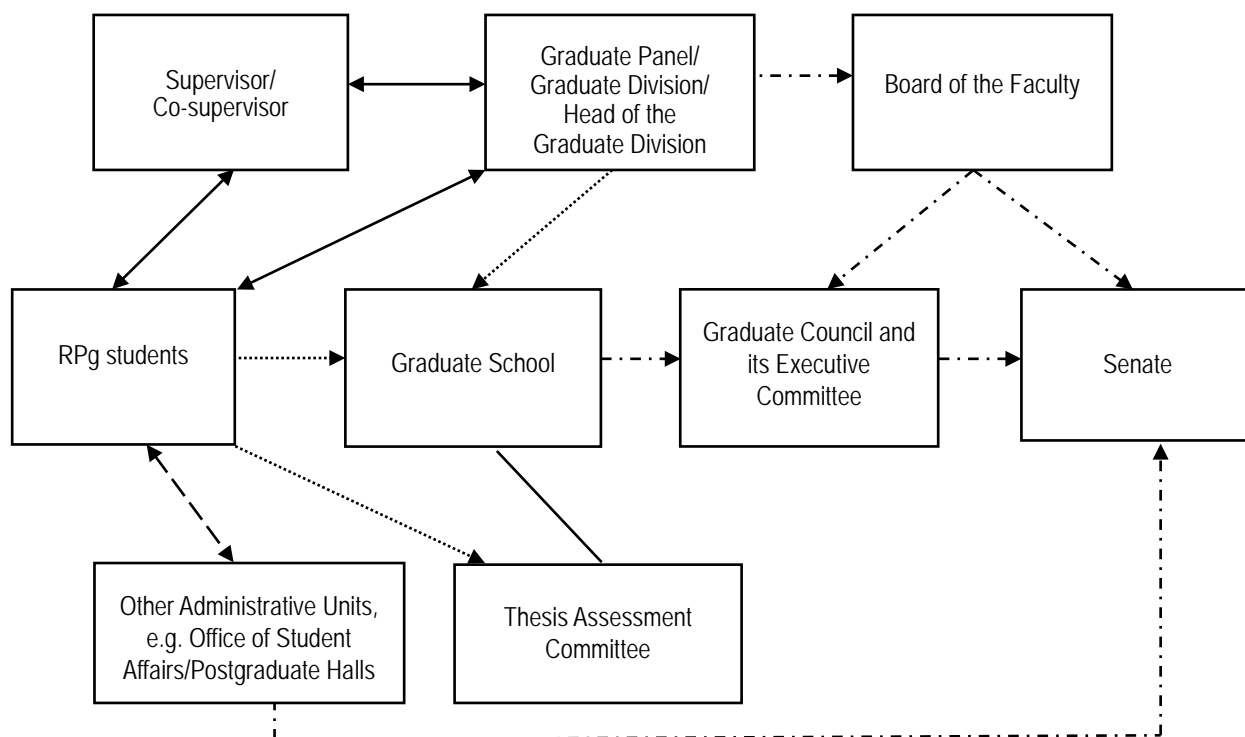 Supervisor/
Co-supervisor
Graduate Panel/
Graduate Division/
Head of the
Graduate Division
Board of the Faculty
RPg students
Graduate School
Graduate Council and
its Executive
Committee
Senate
Other Administrative Units,
e.g. Office of Student
Affairs/Postgraduate Halls
Thesis Assessment
Committee